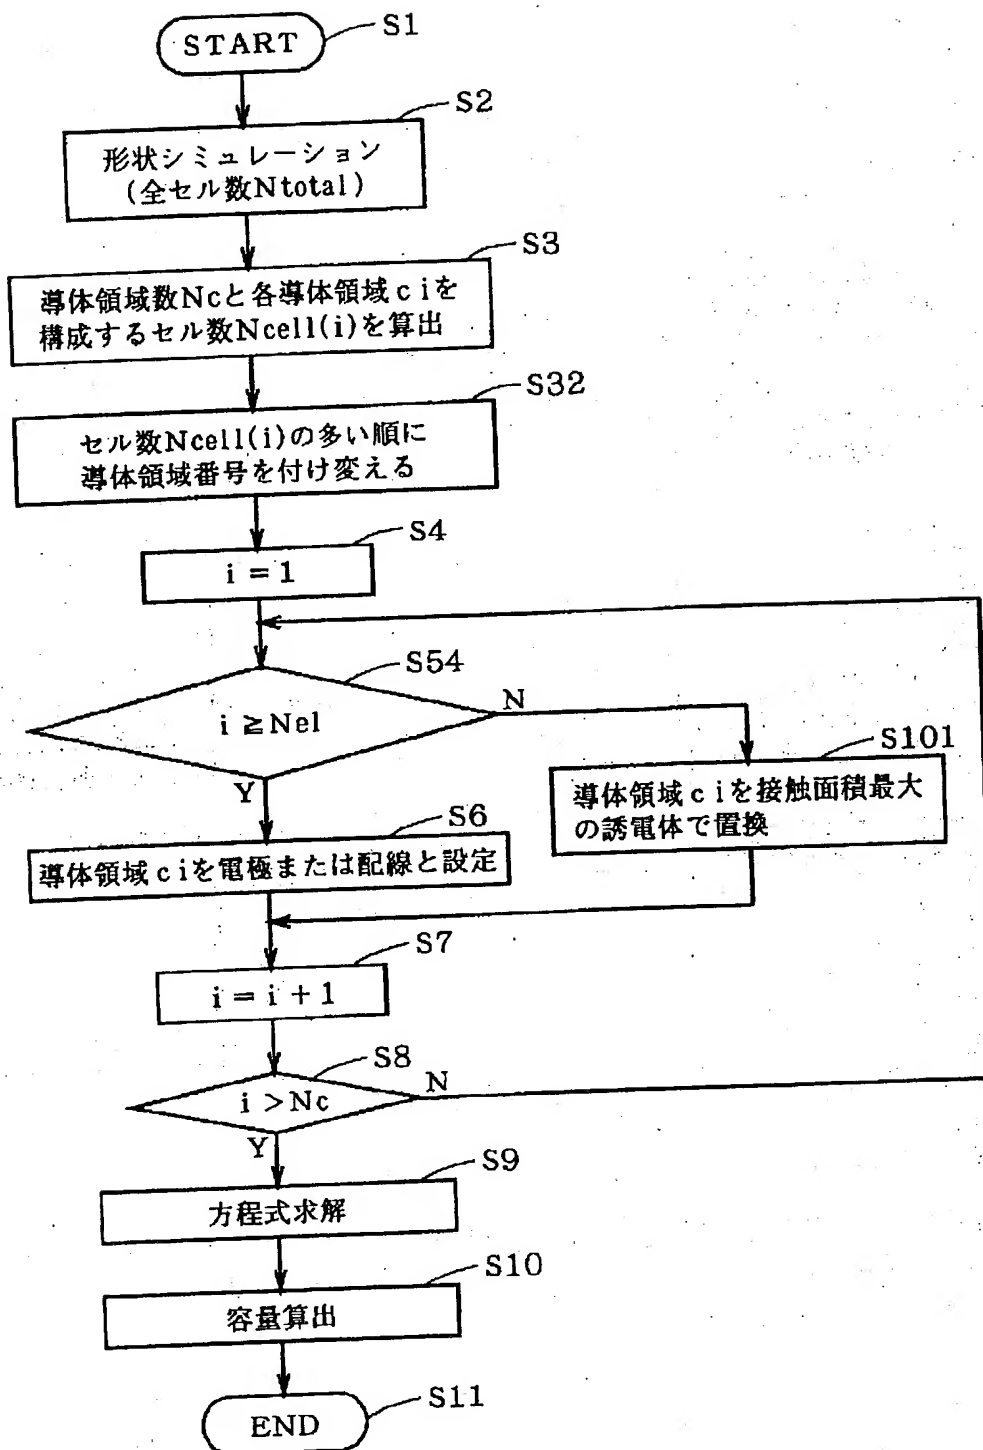 START
S1
S2
形状シミュレーション
(全セル数Ntotal)
S3
導体領域数Ncと各導体領域ciを
構成するセル数Ncell(i)を算出
S32
セル数Ncell(i)の多い順に
導体領域番号を付け変える
S4
i = 1
S54
i ≧ Nel
N
Y
S101
導体領域ciを接触面積最大
の誘電体で置換
S6
導体領域ciを電極または配線と設定
S7
i = i + 1
S8
i > Nc
N
Y
S9
方程式求解
S10
容量算出
S11
END